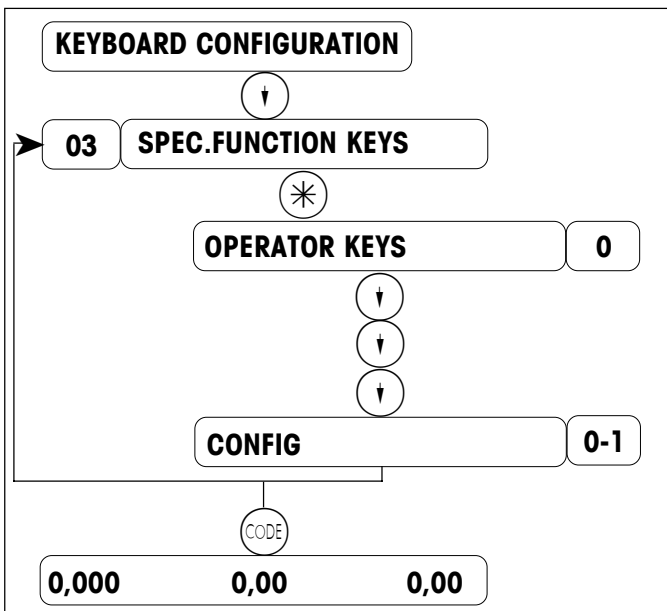 KEYBOARD CONFIGURATION
03 SPEC.FUNCTION KEYS
OPERATOR KEYS 0
CONFIG 0-1
CODE
0,000 0,00 0,00